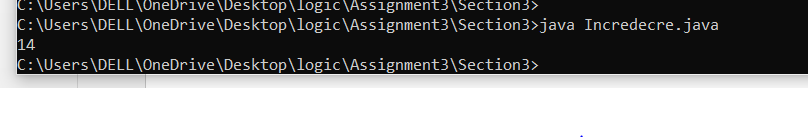 C:\Users\DELL\OneDrive\Desktop\logic\Assignment3\Section3>
C:\Users\DELL\OneDrive\Desktop\logic\Assignment3\Section3>java Incredecre.java
14
C:\Users\DELL\OneDrive\Desktop\logic\Assignment3\Section3>